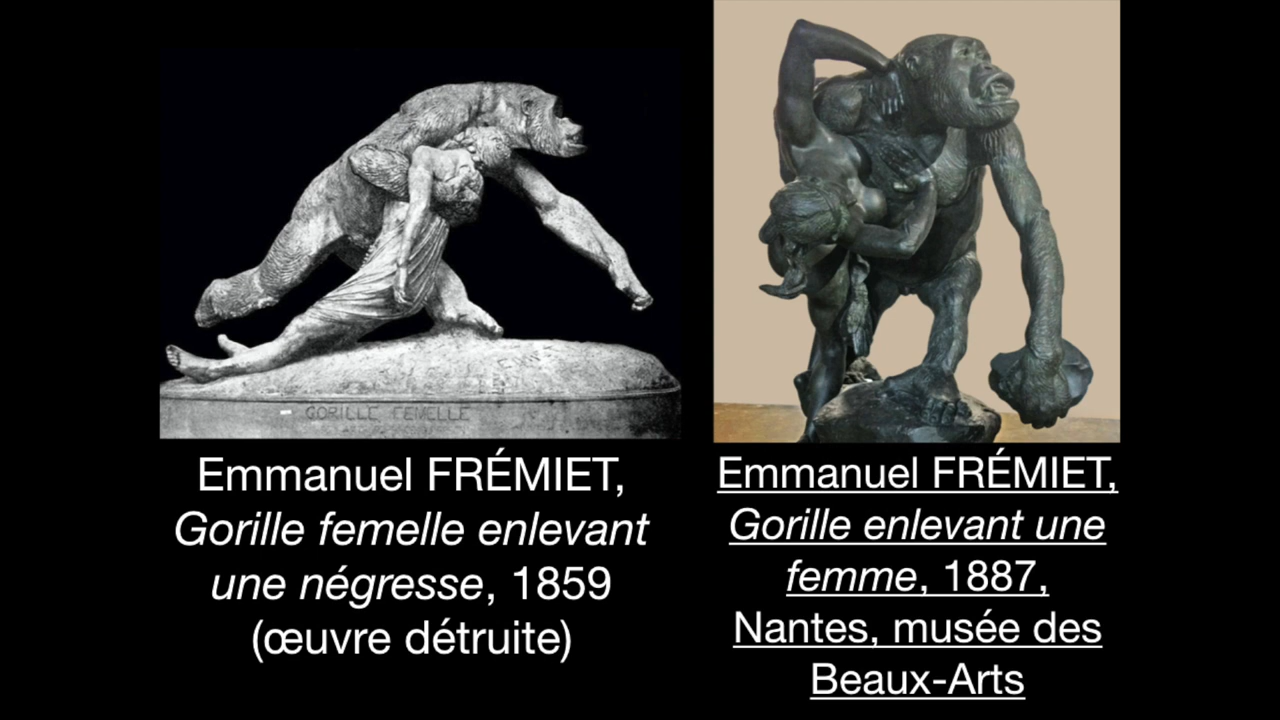 GORILLE FEMELLE
Emmanuel FRÉMIET,
Gorille femelle enlevant
une négresse, 1859
(œuvre détruite)
Emmanuel FRÉMIET,
Gorille enlevant une
femme, 1887,
Nantes, musée des
Beaux-Arts